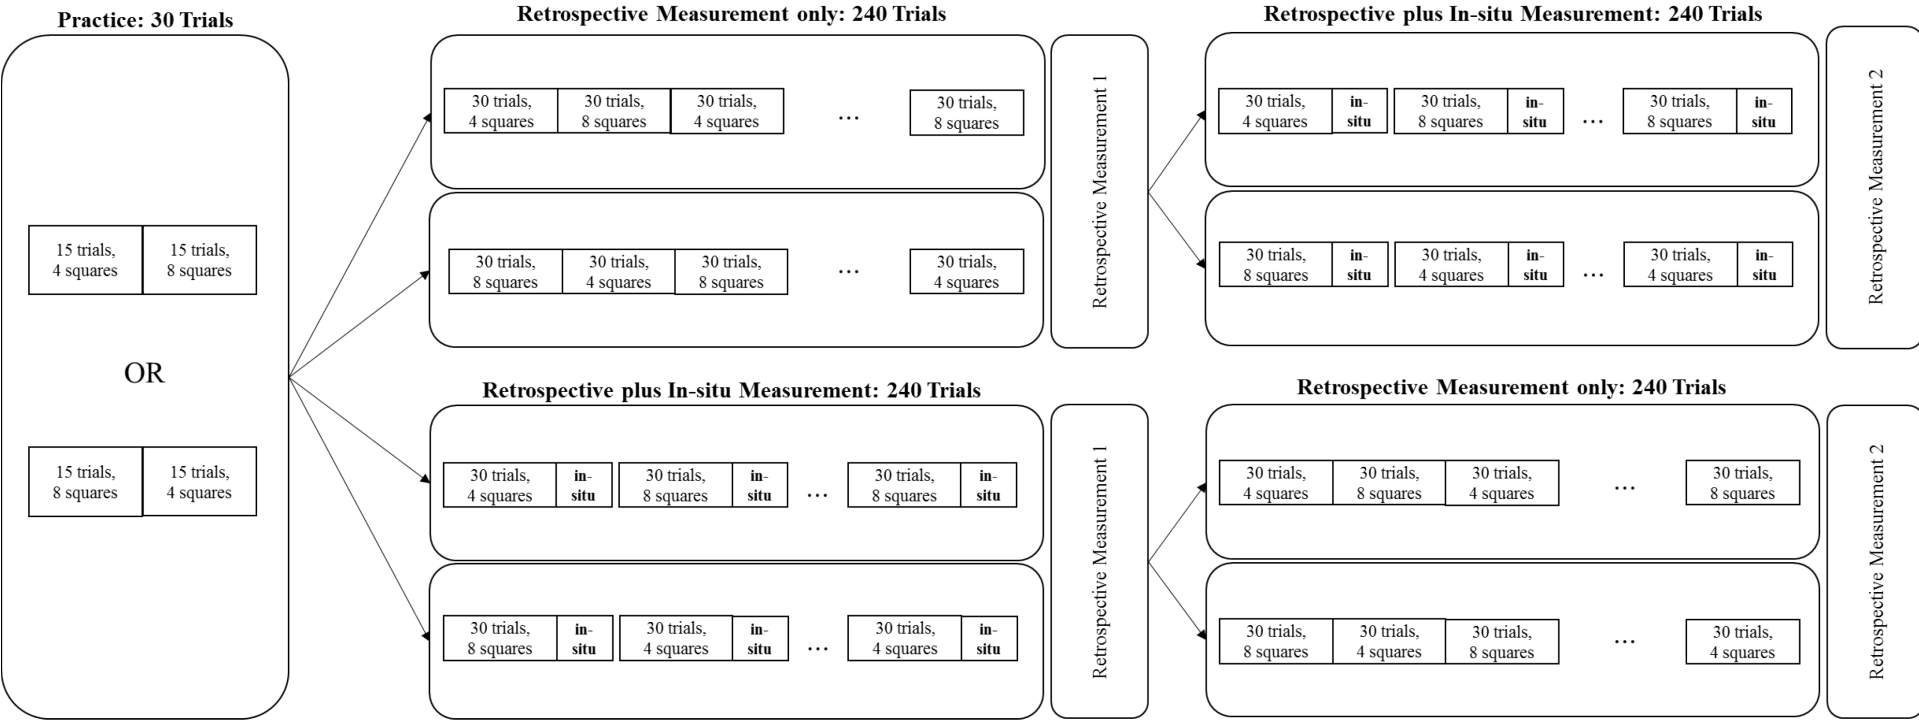 Practice: 30 Trials
15 trials,
4 squares
15 trials,
8 squares
OR
15 trials,
8 squares
15 trials,
4 squares
Retrospective Measurement only: 240 Trials
30 trials,
4 squares
30 trials,
8 squares
30 trials,
4 squares
...
30 trials,
8 squares
30 trials,
8 squares
30 trials,
4 squares
30 trials,
8 squares
...
30 trials,
4 squares
Retrospective Measurement 1
Retrospective plus In-situ Measurement: 240 Trials
30 trials,
4 squares
in-
situ
30 trials,
8 squares
in-
situ
...
30 trials,
8 squares
in-
situ
30 trials,
8 squares
in-
situ
30 trials,
4 squares
in-
situ
...
30 trials,
4 squares
in-
situ
Retrospective Measurement 2
Retrospective plus In-situ Measurement: 240 Trials
30 trials,
4 squares
in-
situ
30 trials,
8 squares
in-
situ
...
30 trials,
8 squares
in-
situ
30 trials,
8 squares
in-
situ
30 trials,
4 squares
in-
situ
...
30 trials,
4 squares
in-
situ
Retrospective Measurement 1
Retrospective Measurement only: 240 Trials
30 trials,
4 squares
30 trials,
8 squares
30 trials,
4 squares
...
30 trials,
8 squares
30 trials,
8 squares
30 trials,
4 squares
30 trials,
8 squares
...
30 trials,
4 squares
Retrospective Measurement 2